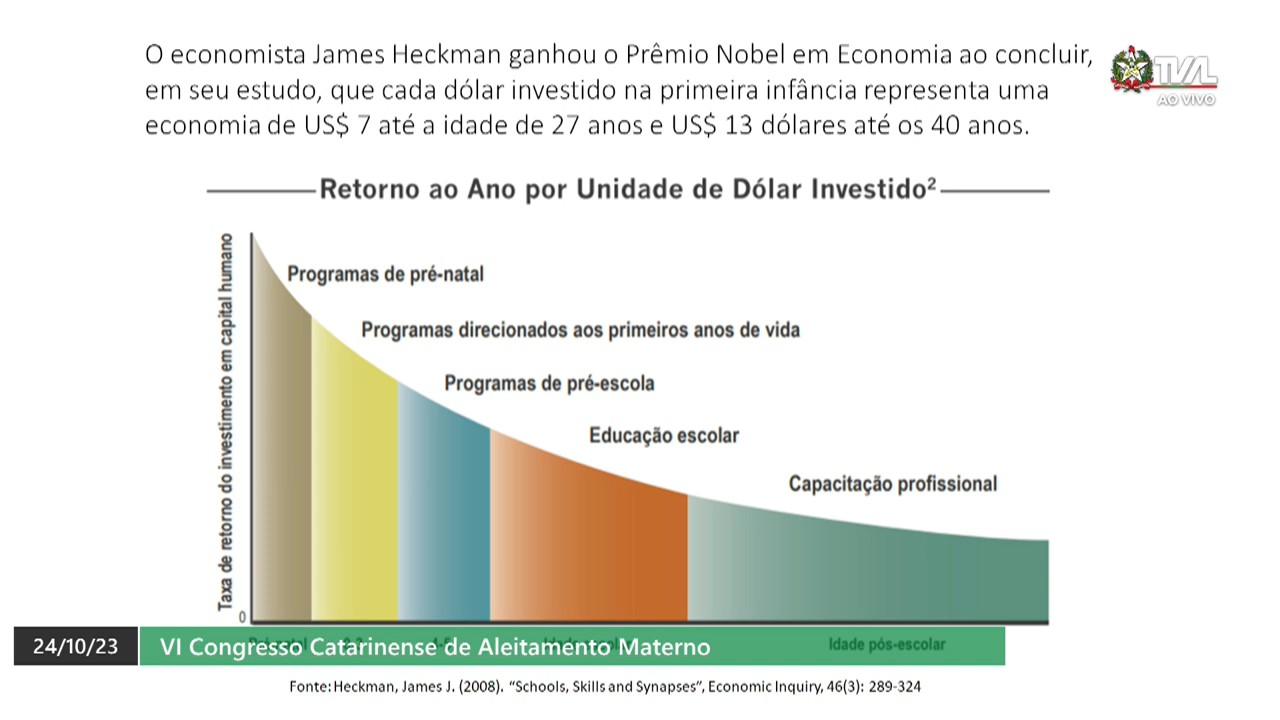 O economista James Heckman ganhou o Prêmio Nobel em Economia ao concluir,
em seu estudo, que cada dólar investido na primeira infância representa uma
economia de US$ 7 até a idade de 27 anos e US$ 13 dólares até os 40 anos.
TVAL
AO VIVO
Retorno ao Ano por Unidade de Dólar Investido²
Taxa de retorno do investimento em capital humano
Programas de pré-natal
Programas direcionados aos primeiros anos de vida
Programas de pré-escola
Educação escolar
Capacitação profissional
0
Idade pós-escolar
24/10/23
VI Congresso Catarinense de Aleitamento Materno
Fonte: Heckman, James J. (2008). “Schools, Skills and Synapses”, Economic Inquiry, 46(3): 289-324